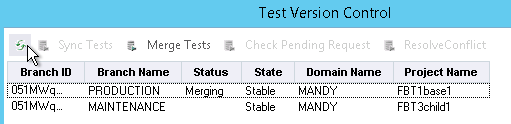 Test Version Control
Sync Tests Merge Tests Check Pending Request ResolveConflict
Branch ID Branch Name Status State Domain Name Project Name
051MWq... PRODUCTION Merging Stable MANDY FBT1base1
051MWq... MAINTENANCE Stable MANDY FBT3child1